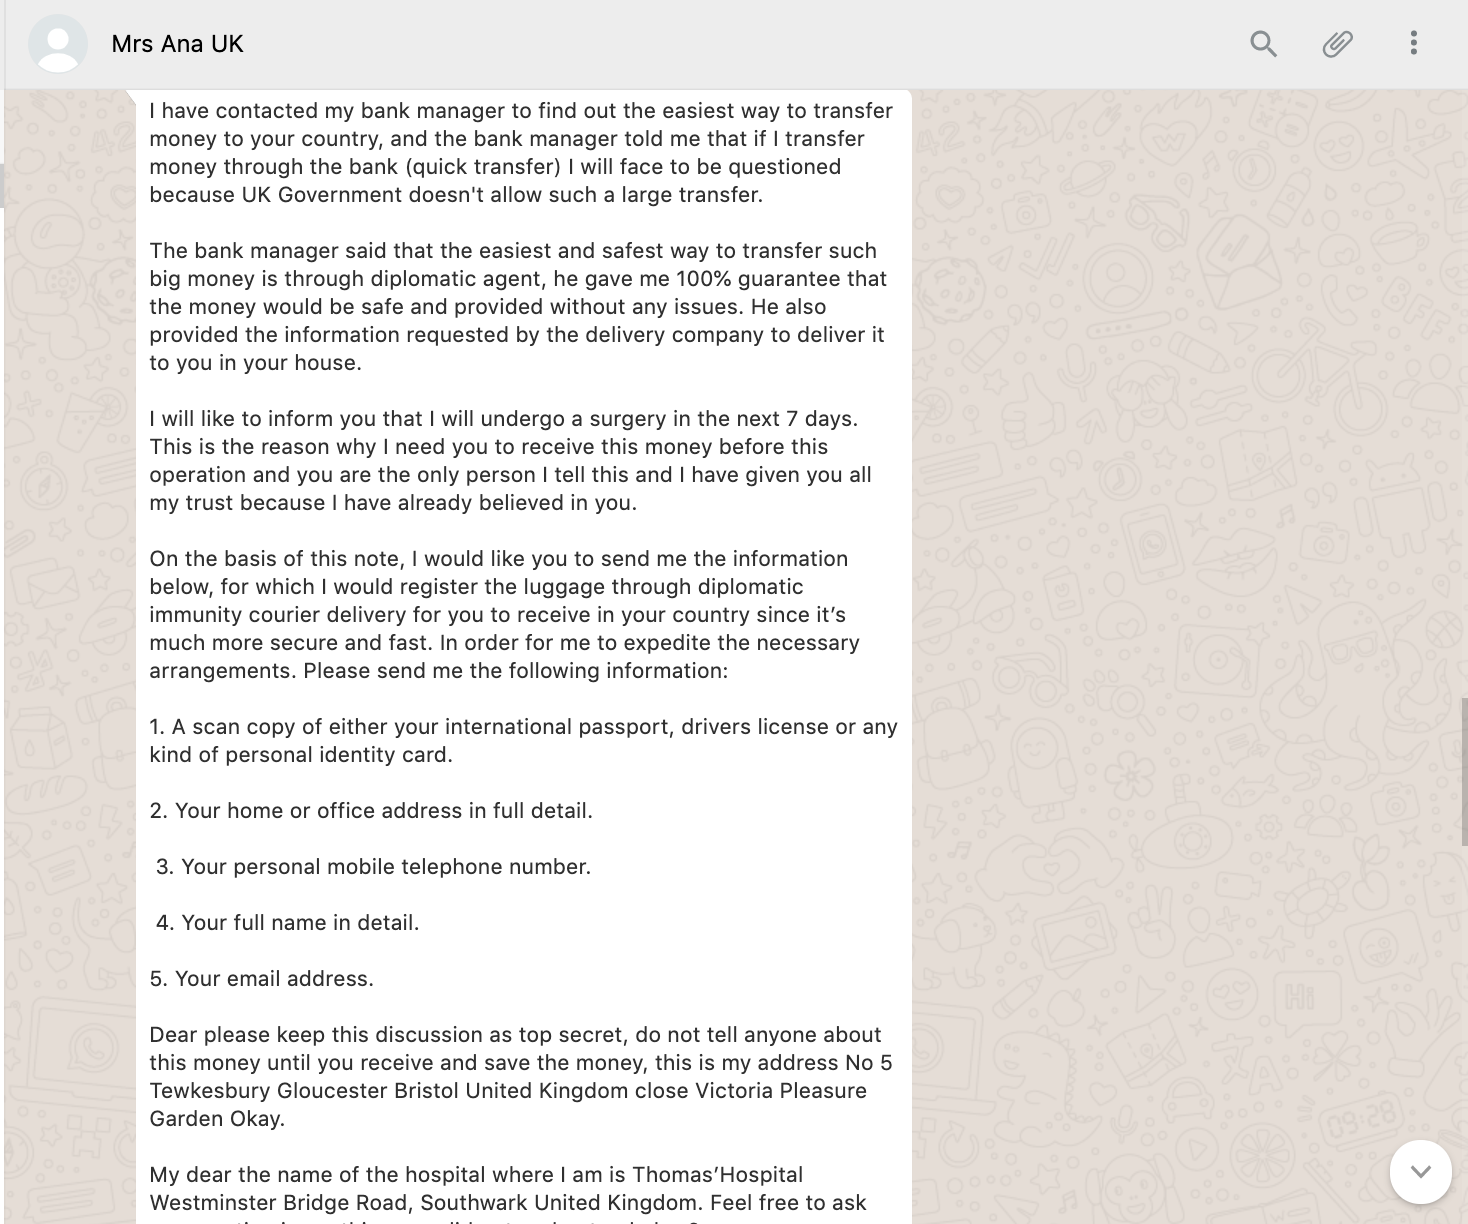 Mrs Ana UK
I have contacted my bank manager to find out the easiest way to transfer
money to your country, and the bank manager told me that if I transfer
money through the bank (quick transfer) I will face to be questioned
because UK Government doesn't allow such a large transfer.
The bank manager said that the easiest and safest way to transfer such
big money is through diplomatic agent, he gave me 100% guarantee that
the money would be safe and provided without any issues. He also
provided the information requested by the delivery company to deliver it
to you in your house.
I will like to inform you that I will undergo a surgery in the next 7 days.
This is the reason why I need you to receive this money before this
operation and you are the only person I tell this and I have given you all
my trust because I have already believed in you.
On the basis of this note, I would like you to send me the information
below, for which I would register the luggage through diplomatic
immunity courier delivery for you to receive in your country since it’s
much more secure and fast. In order for me to expedite the necessary
arrangements. Please send me the following information:
1. A scan copy of either your international passport, drivers license or any
kind of personal identity card.
2. Your home or office address in full detail.
3. Your personal mobile telephone number.
4. Your full name in detail.
5. Your email address.
Dear please keep this discussion as top secret, do not tell anyone about
this money until you receive and save the money, this is my address No 5
Tewkesbury Gloucester Bristol United Kingdom close Victoria Pleasure
Garden Okay.
My dear the name of the hospital where I am is Thomas’Hospital
Westminster Bridge Road, Southwark United Kingdom. Feel free to ask